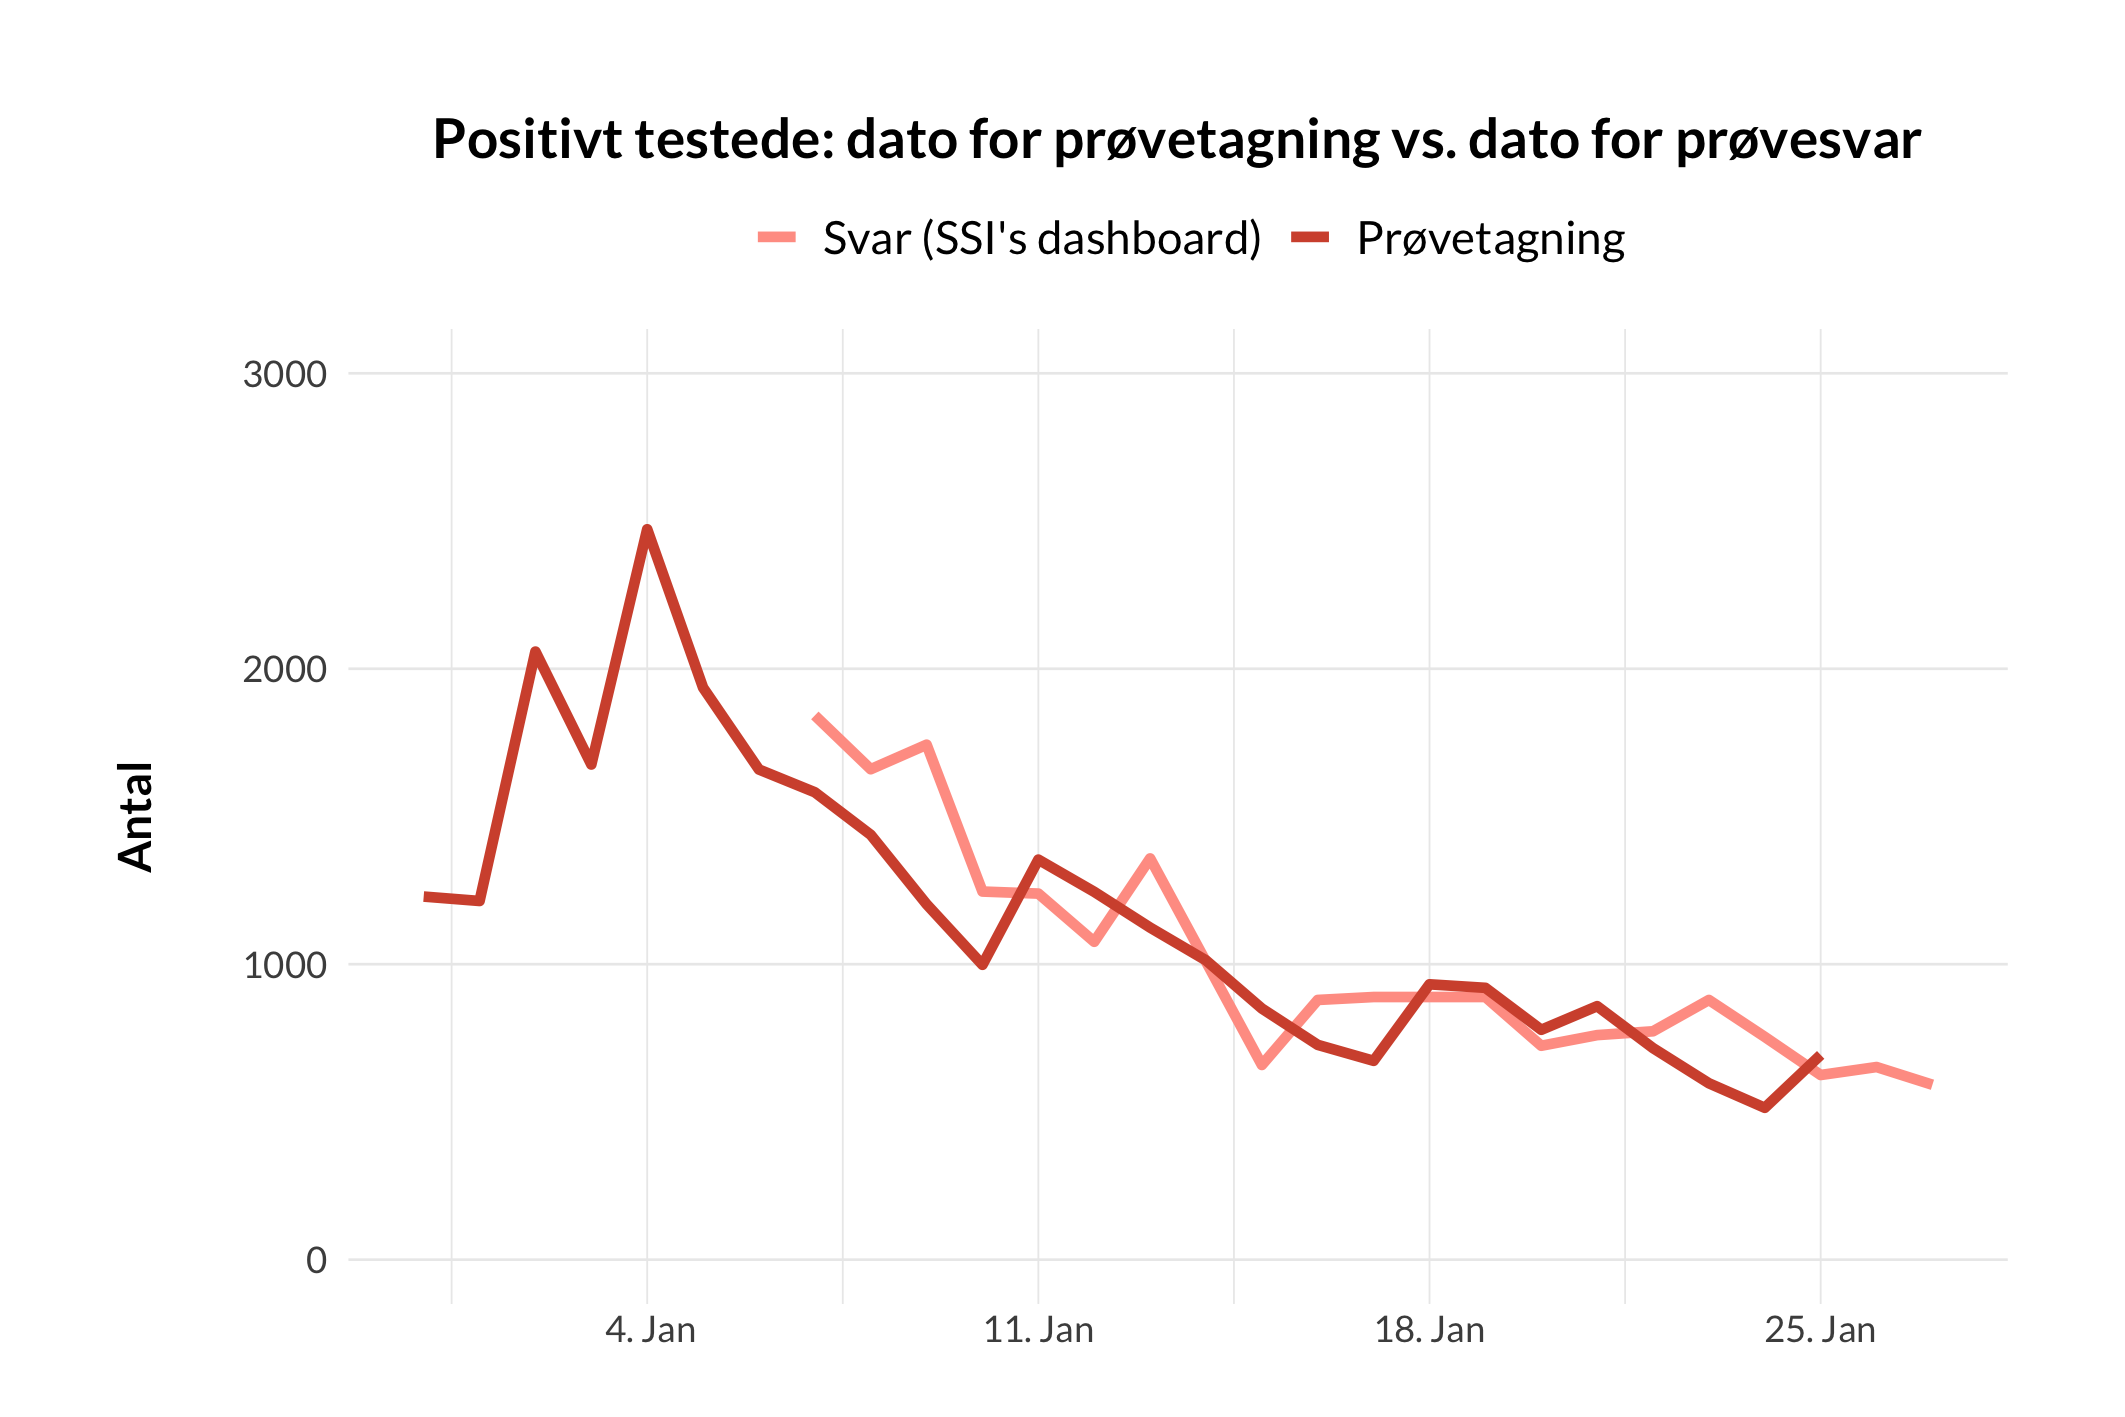 Positivt testede: dato for prøvetagning vs. dato for prøvesvar
Svar (SSI's dashboard) Prøvetagning
3000
2000
1000
0
Antal
4. Jan 11. Jan 18. Jan 25. Jan